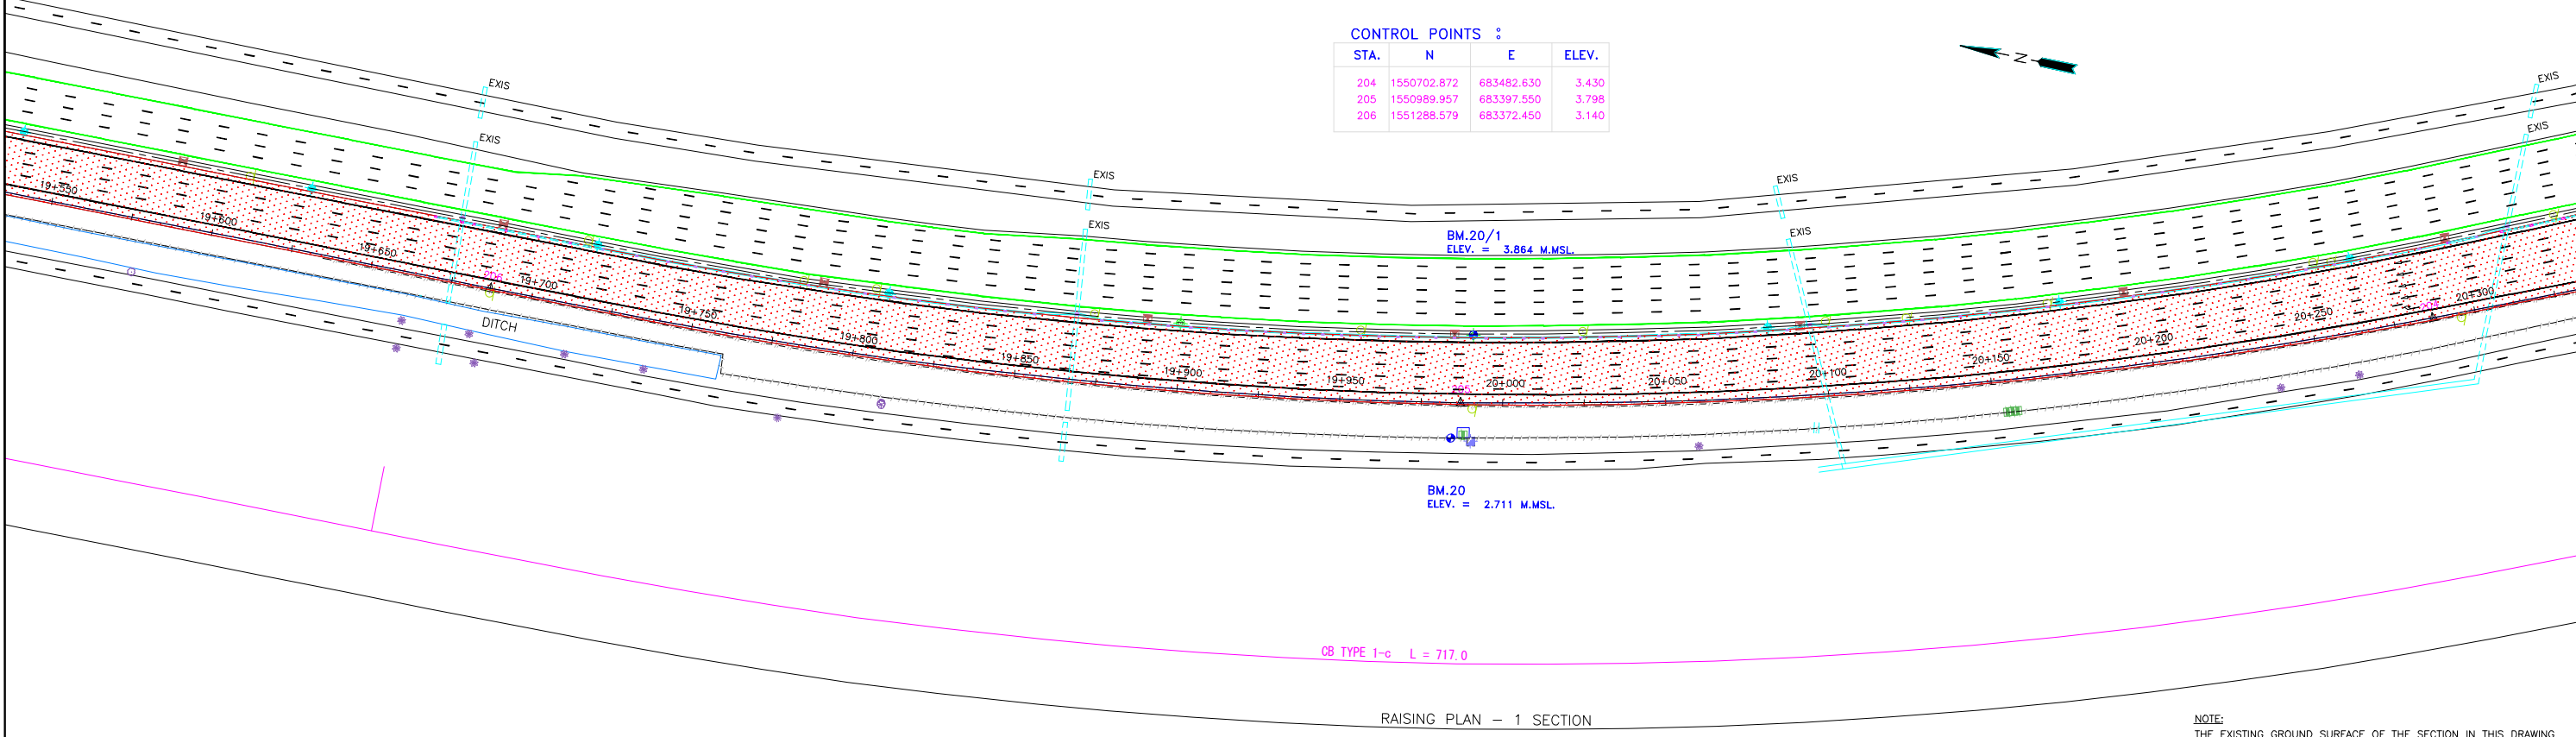 CONTROL POINTS :
STA. N E ELEV.
204 1550702.872 683482.630 3.430
205 1550989.957 683397.550 3.798
206 1551288.579 683372.450 3.140
N
EXIS
EXIS
EXIS
EXIS
EXIS
EXIS
EXIS
EXIS
BM.20/1
ELEV. = 3.864 M.MSL.
19+550
19+600
19+650
206
19+700
19+750
19+800
19+850
19+900
19+950
205
20+000
20+050
20+100
20+150
20+200
20+250
20+300
DITCH
BM.20
ELEV. = 2.711 M.MSL.
CB TYPE 1-c L = 717.0
RAISING PLAN - 1 SECTION
NOTE:
THE EXISTING GROUND SURFACE OF THE SECTION IN THIS DRAWING